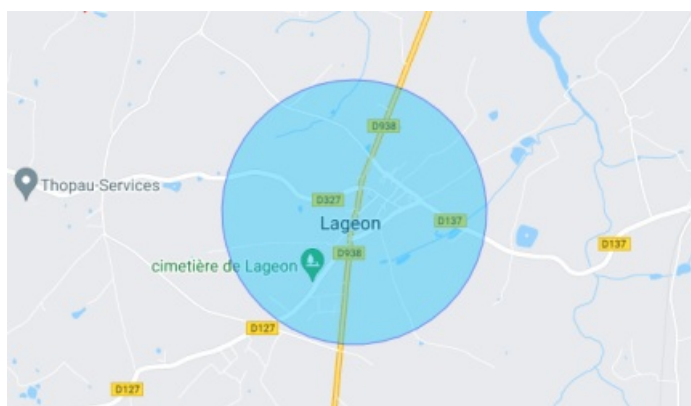 D938
Thopau-Services
D327
D137
Lageon
D137
D938
cimetière de Lageon
D127
D127